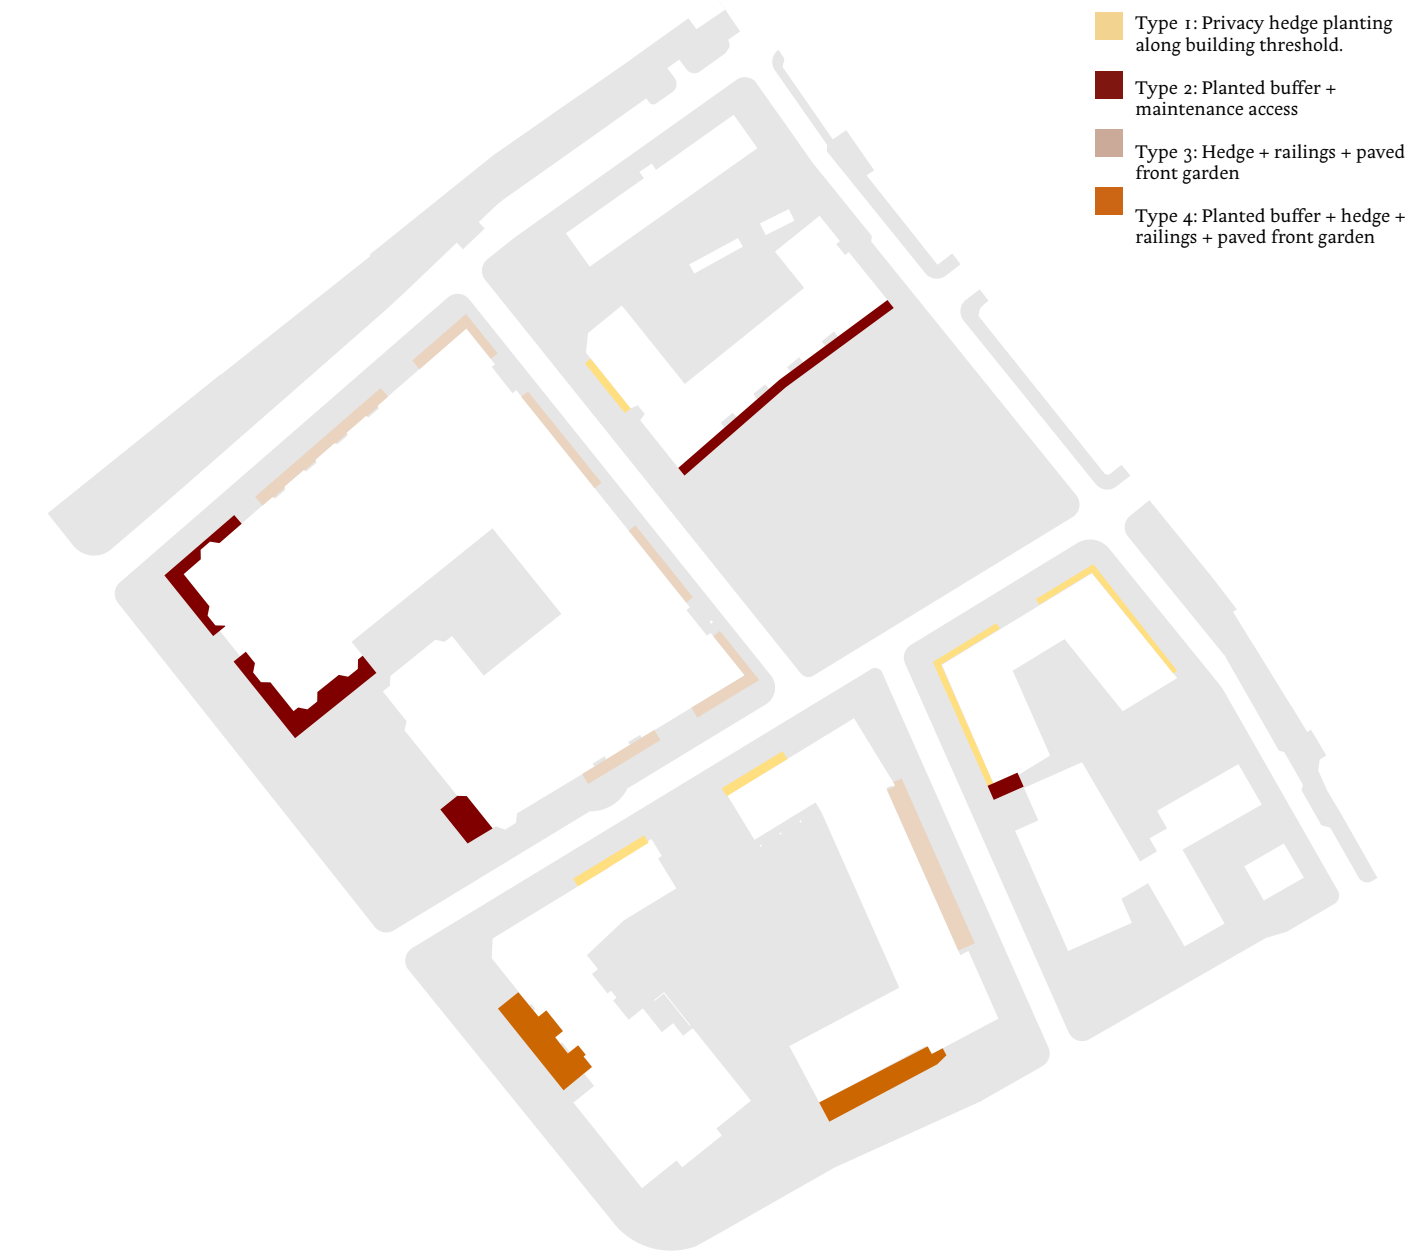 Type 1: Privacy hedge planting
along building threshold.
Type 2: Planted buffer +
maintenance access
Type 3: Hedge + railings + paved
front garden
Type 4: Planted buffer + hedge +
railings + paved front garden